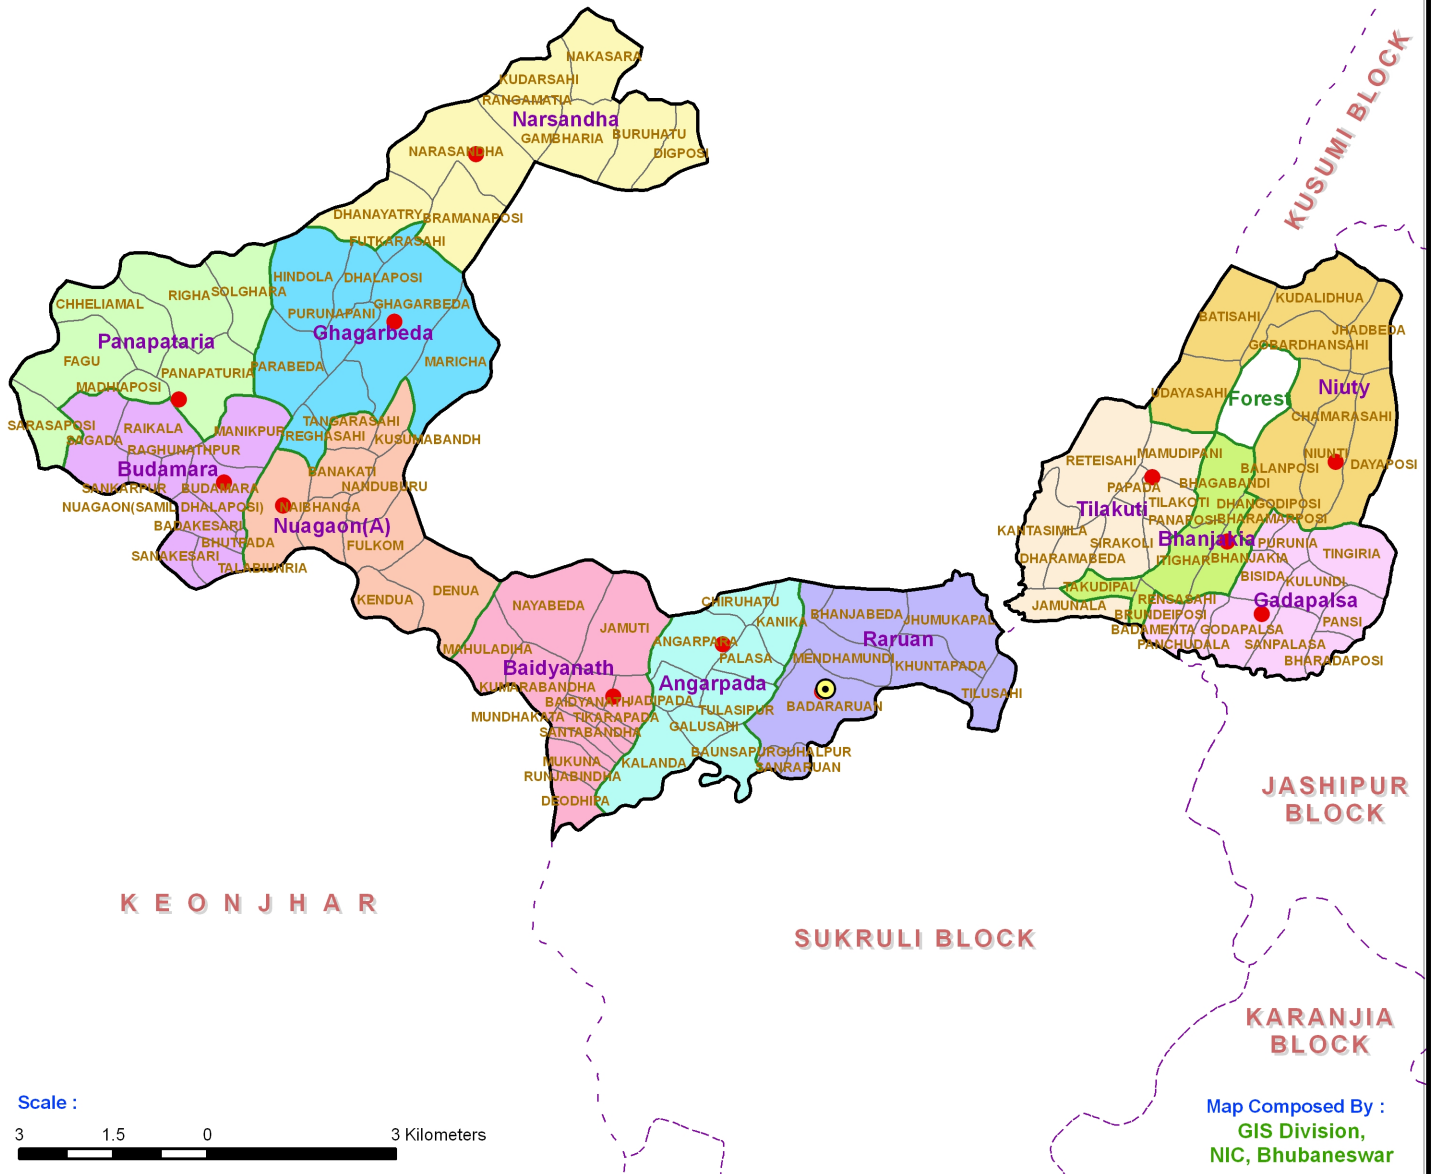 KUSUMI BLOCK
NAKASARA
KUDARSAHI
RANGAMATIA
Narsandha
GAMBHARIA
BURUHATU
DIGPOSI
NARASANDHA
DHANAYATRY
BRAMANAPOSI
FUTKARASAHI
HINDOLA
DHALAPOSI
PURUNAPANI
GHAGARBEDA
Ghagarbeda
PARABEDA
MARICHA
TANGARASAHI
REGHASAHI
KUSUMABANDH
CHHELIAMAL
RIGHA
SOLGHARA
Panapataria
FAGU
PANAPATURIA
MADHIAPOSI
SARASAPOSI
SAGADA
RAIKALA
MANIKPUR
RAGHUNATHPUR
Budamara
SANKARPUR
BUDAMARA
NUAGAON(SAMIL DHALAPOSI)
BADAKESARI
BHUTPADA
SANAKESARI
TALABIUNRIA
BANAKATI
NANDUBURU
NAIBHANGA
Nuagaon(A)
FULKOM
KENDUA
DENUA
MAHULADIHA
NAYABEDA
JAMUTI
Baidyanath
KUMARABANDHA
BAIDYANATH
MUNDHAKATA
TIKARAPADA
SANTABANDHA
MUKUNA
RUNJABINDHA
DEODHIPA
CHIRUHATU
KANIKA
ANGARPARA
PALASA
Angarpada
JADIPADA
TULASIPUR
GALUSAHI
BAUNSAPUR
KALANDA
BHANJABEDA
JHUMUKAPAL
Raruan
MENDHAMUNDI
KHUNTAPADA
TILUSAHI
BADARARUAN
GUHALPUR
SANRARUAN
KUDALIDHUA
BATISAHI
JHADBEDA
GOBARDHANSAHI
UDAYASAHI
Forest
Niuty
CHAMARASAHI
NIUNTI
DAYAPOSI
BALANPOSI
DHANGODIPOSI
BHARAMARPOSI
RETEISAHI
MAMUDIPANI
PAPADA
BHAGABANDI
Tilakuti
TILAKOTI
PANAPOSI
KANTASIMILA
SIRAKOLI
DHARAMABEDA
JAMUNALA
Bhanjakia
ITIGHAR
BHANJAKIA
TAKUDIPAL
RENGASAHI
BRUNDEIPOSI
PURUNIA
TINGIRIA
BISIDA
KULUNDI
Gadapalsa
BADAMENTA
GODAPALSA
PANSI
PANCHUDALA
SANPALASA
BHARADAPOSI
JASHIPUR
BLOCK
KEONJHAR
SUKRULI BLOCK
KARANJIA
BLOCK
Scale :
3 1.5 0 3 Kilometers
Map Composed By :
GIS Division,
NIC, Bhubaneswar